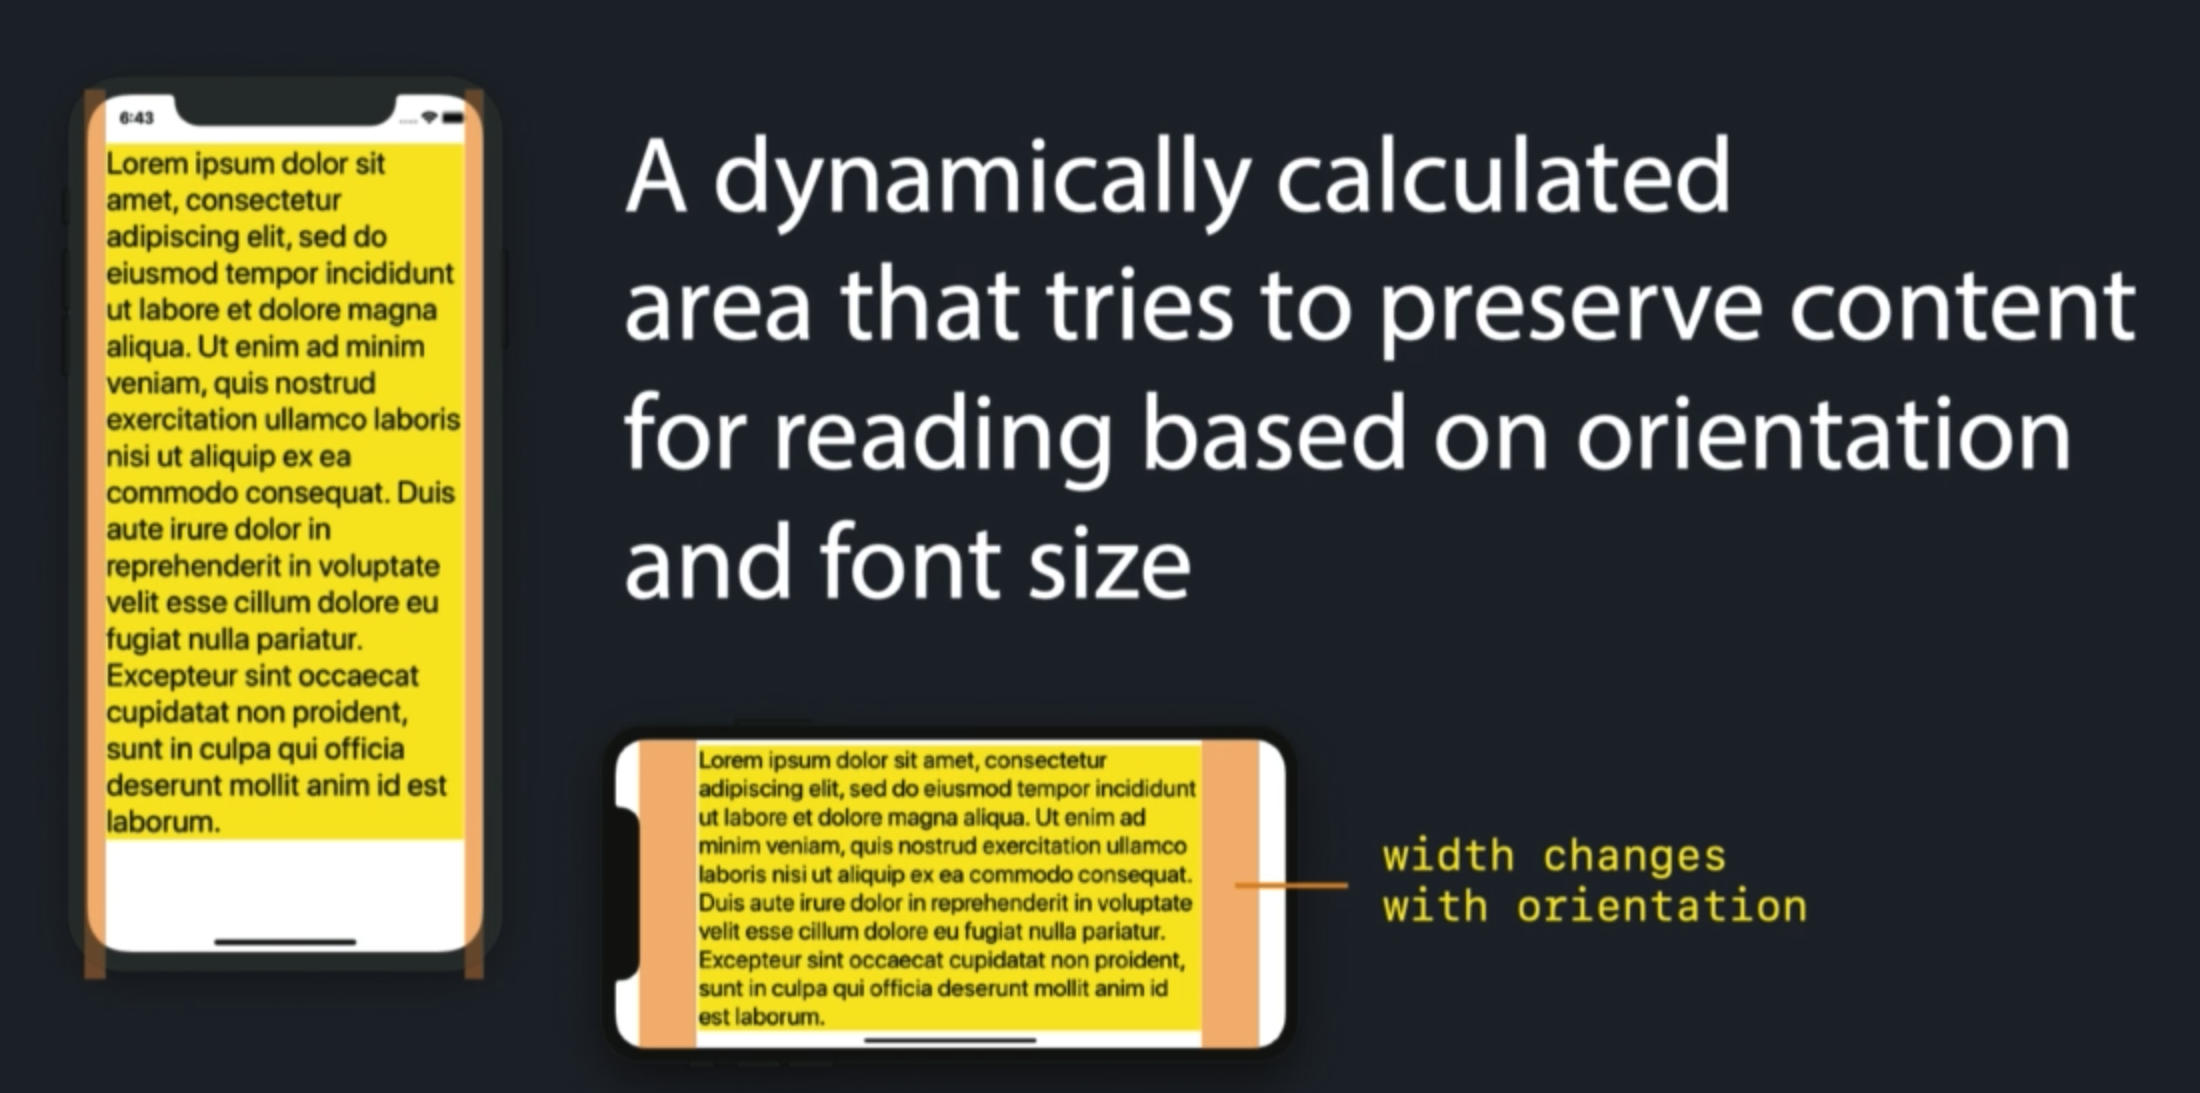 6:43
Lorem ipsum dolor sit
amet, consectetur
adipiscing elit, sed do
eiusmod tempor incididunt
ut labore et dolore magna
aliqua. Ut enim ad minim
veniam, quis nostrud
exercitation ullamco laboris
nisi ut aliquip ex ea
commodo consequat. Duis
aute irure dolor in
reprehenderit in voluptate
velit esse cillum dolore eu
fugiat nulla pariatur.
Excepteur sint occaecat
cupidatat non proident,
sunt in culpa qui officia
deserunt mollit anim id est
laborum.
A dynamically calculated
area that tries to preserve content
for reading based on orientation
and font size
Lorem ipsum dolor sit amet, consectetur
adipiscing elit, sed do eiusmod tempor incididunt
ut labore et dolore magna aliqua. Ut enim ad
minim veniam, quis nostrud exercitation ullamco
laboris nisi ut aliquip ex ea commodo consequat.
Duis aute irure dolor in reprehenderit in voluptate
velit esse cillum dolore eu fugiat nulla pariatur.
Excepteur sint occaecat cupidatat non proident,
sunt in culpa qui officia deserunt mollit anim id
est laborum.
width changes
with orientation